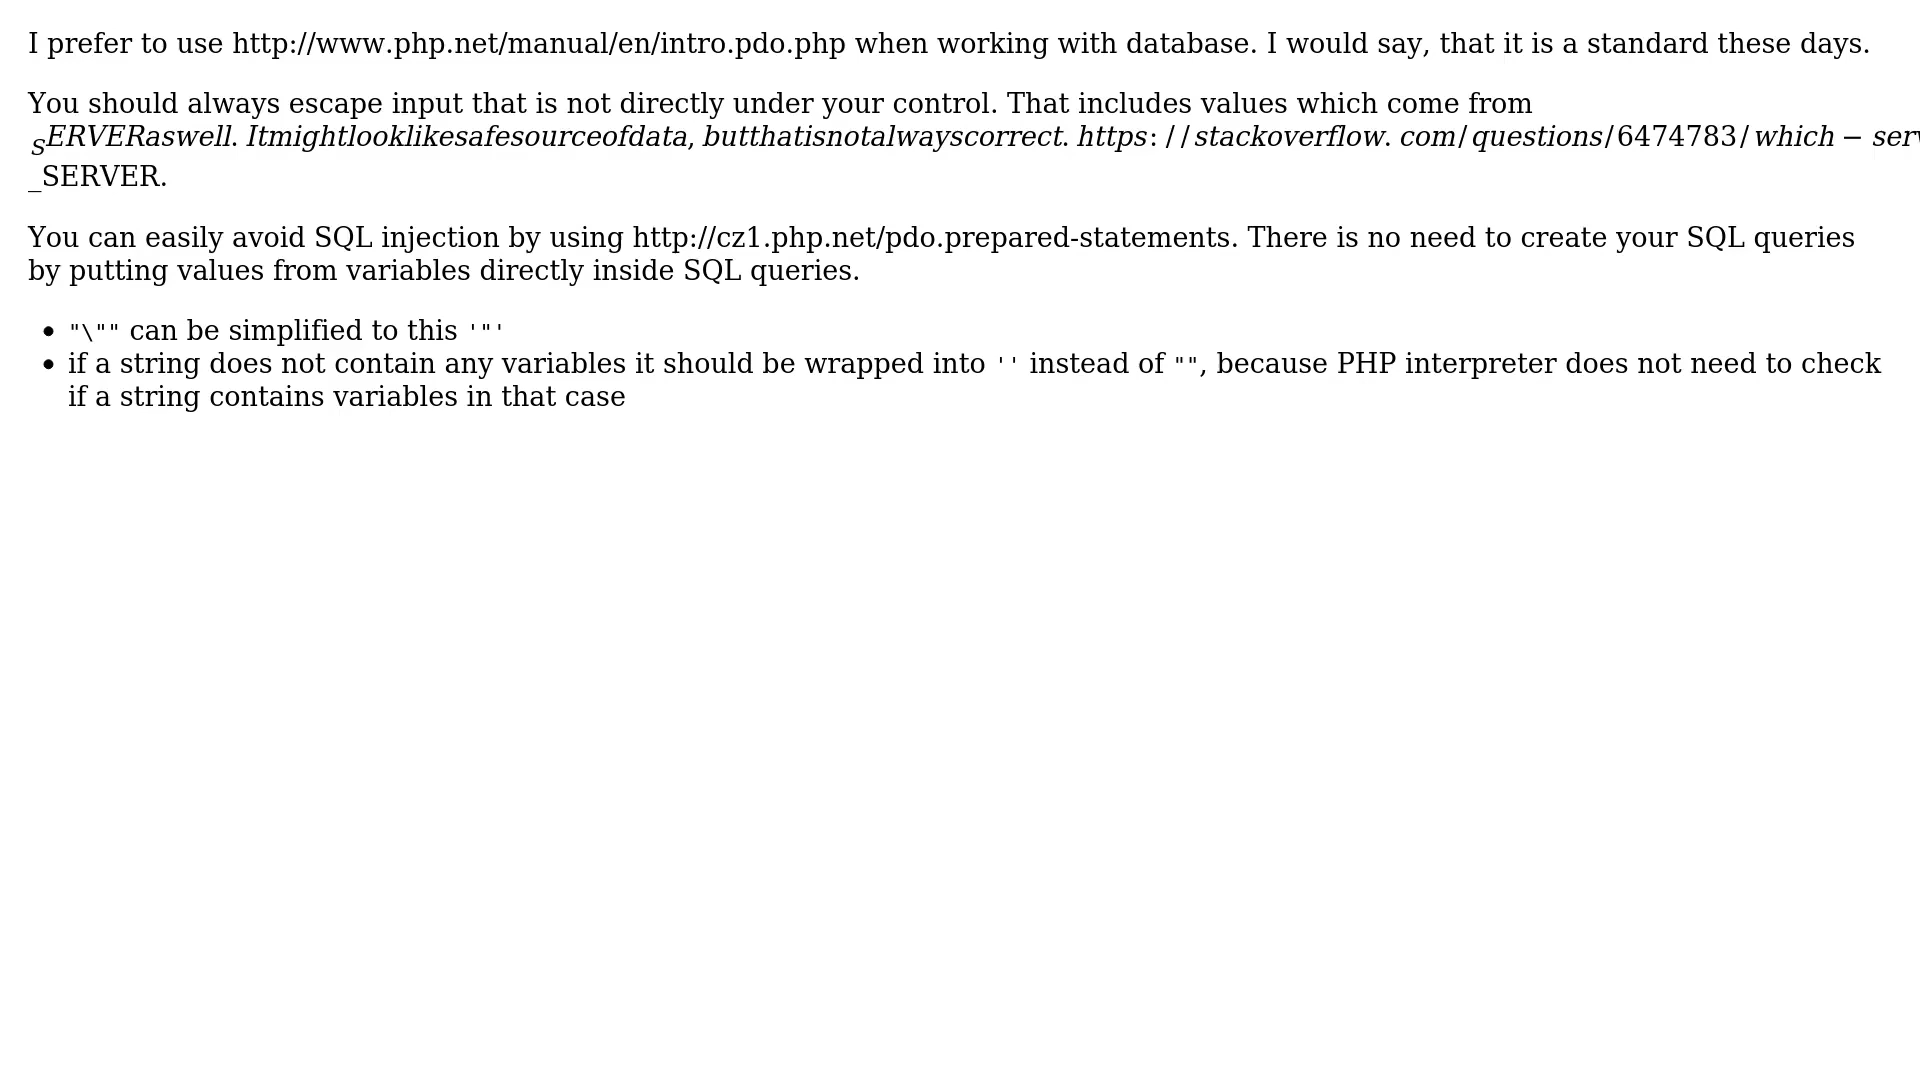 I prefer to use http://www.php.net/manual/en/intro.pdo.php when working with database. I would say, that it is a standard these days.
You should always escape input that is not directly under your control. That includes values which come from
SERVERaswell. Itmightlooklikesafesourceofdata, butthatisnotalwayscorrect. https: //stackoverflow. com/questions/6474783/which − serv
_SERVER.
You can easily avoid SQL injection by using http://cz1.php.net/pdo.prepared-statements. There is no need to create your SQL queries
by putting values from variables directly inside SQL queries.
• "\"" can be simplified to this '"'
• if a string does not contain any variables it should be wrapped into '' instead of "", because PHP interpreter does not need to check
if a string contains variables in that case